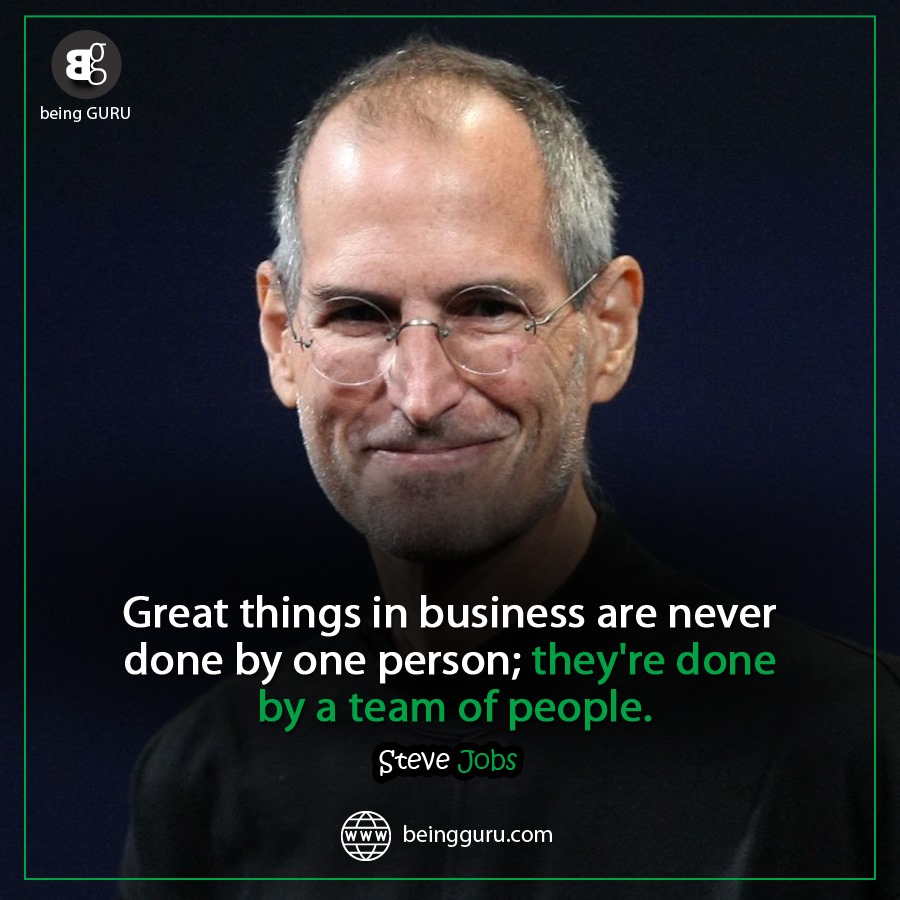 being GURU
Great things in business are never
done by one person; they're done
by a team of people.
Steve Jobs
www
beingguru.com